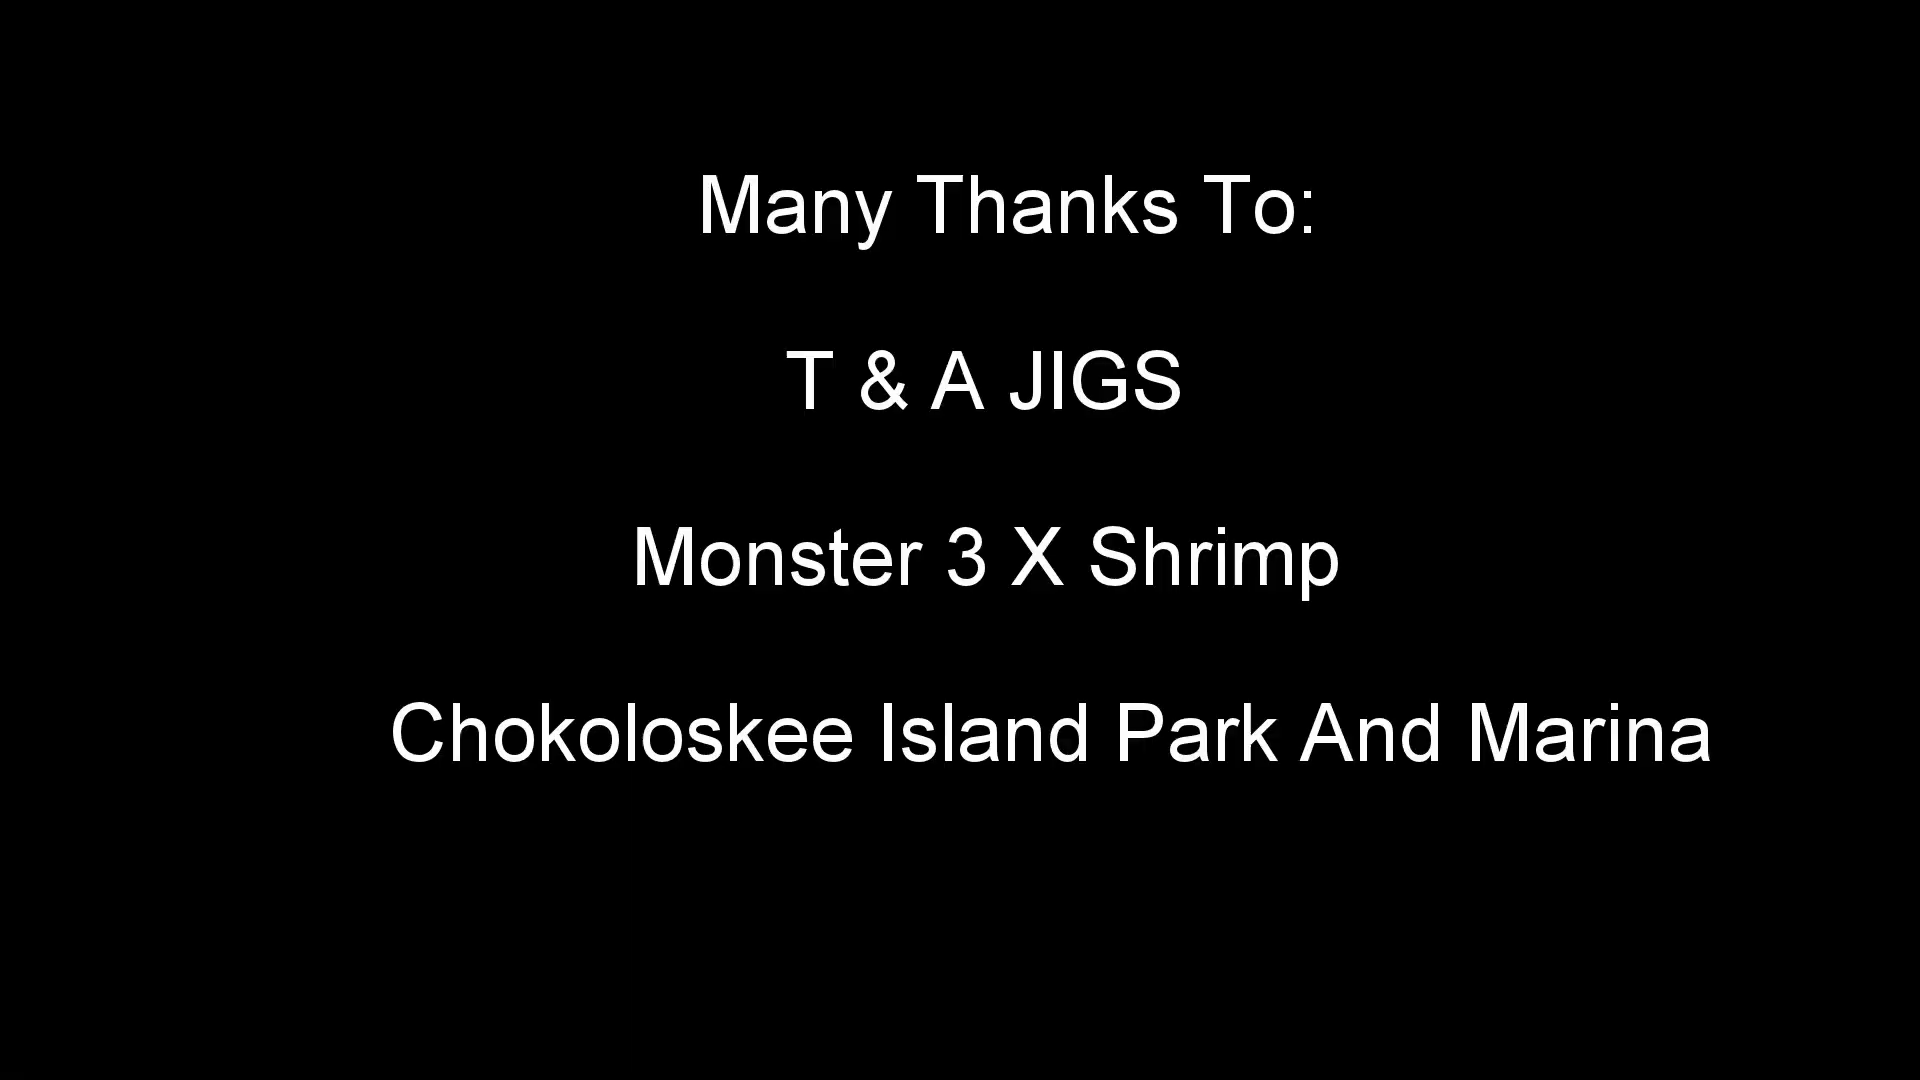 Many Thanks To:
T & A JIGS
Monster 3 X Shrimp
Chokoloskee Island Park And Marina